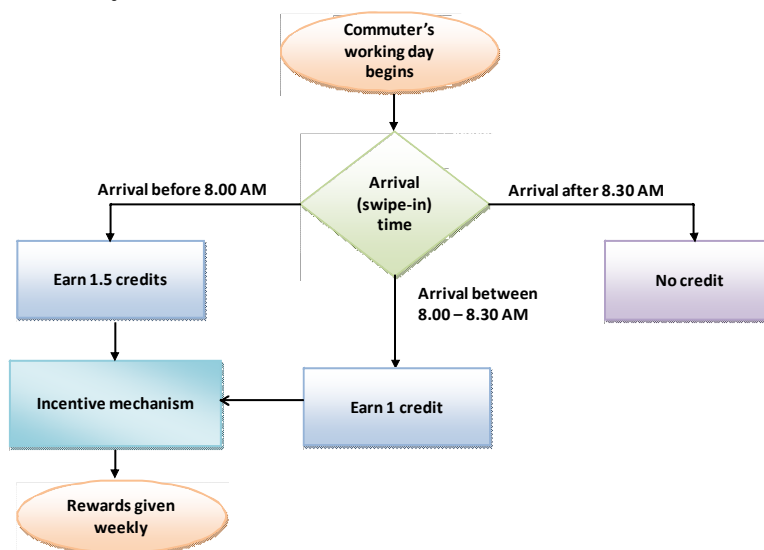 Commuter's
working day
begins
Arrival
(swipe-in)
time
Arrival before 8.00 AM
Arrival after 8.30 AM
Earn 1.5 credits
No credit
Arrival between
8.00 – 8.30 AM
Incentive mechanism
Earn 1 credit
Rewards given
weekly